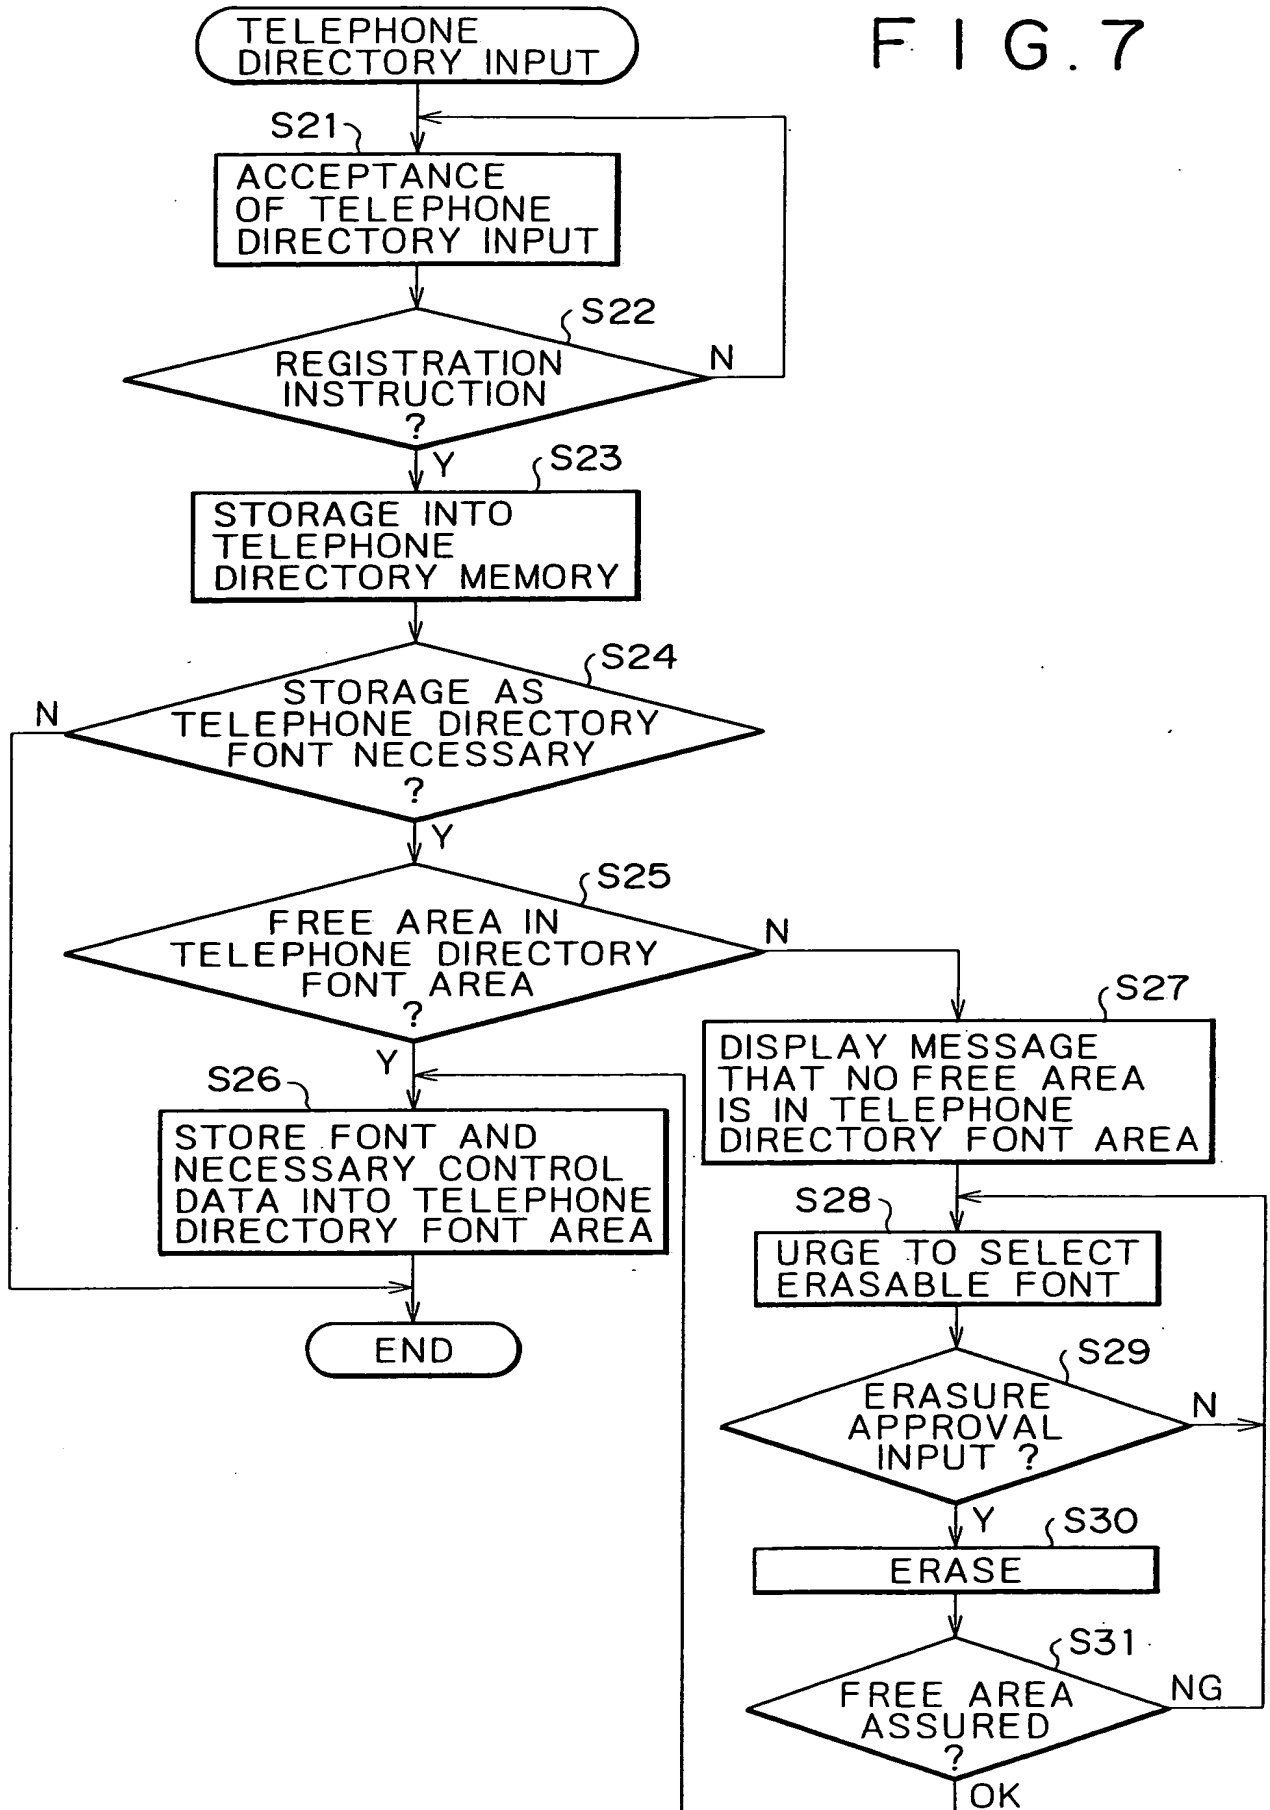 TELEPHONE
DIRECTORY INPUT
FIG.7
S21
ACCEPTANCE
OF TELEPHONE
DIRECTORY INPUT
S22
REGISTRATION
INSTRUCTION
?
N
Y
S23
STORAGE INTO
TELEPHONE
DIRECTORY MEMORY
S24
STORAGE AS
TELEPHONE DIRECTORY
FONT NECESSARY
?
N
Y
S25
FREE AREA IN
TELEPHONE DIRECTORY
FONT AREA
?
N
Y
S26
STORE FONT AND
NECESSARY CONTROL
DATA INTO TELEPHONE
DIRECTORY FONT AREA
END
S27
DISPLAY MESSAGE
THAT NO FREE AREA
IS IN TELEPHONE
DIRECTORY FONT AREA
S28
URGE TO SELECT
ERASABLE FONT
S29
ERASURE
APPROVAL
INPUT ?
N
Y
S30
ERASE
S31
FREE AREA
ASSURED
?
NG
OK